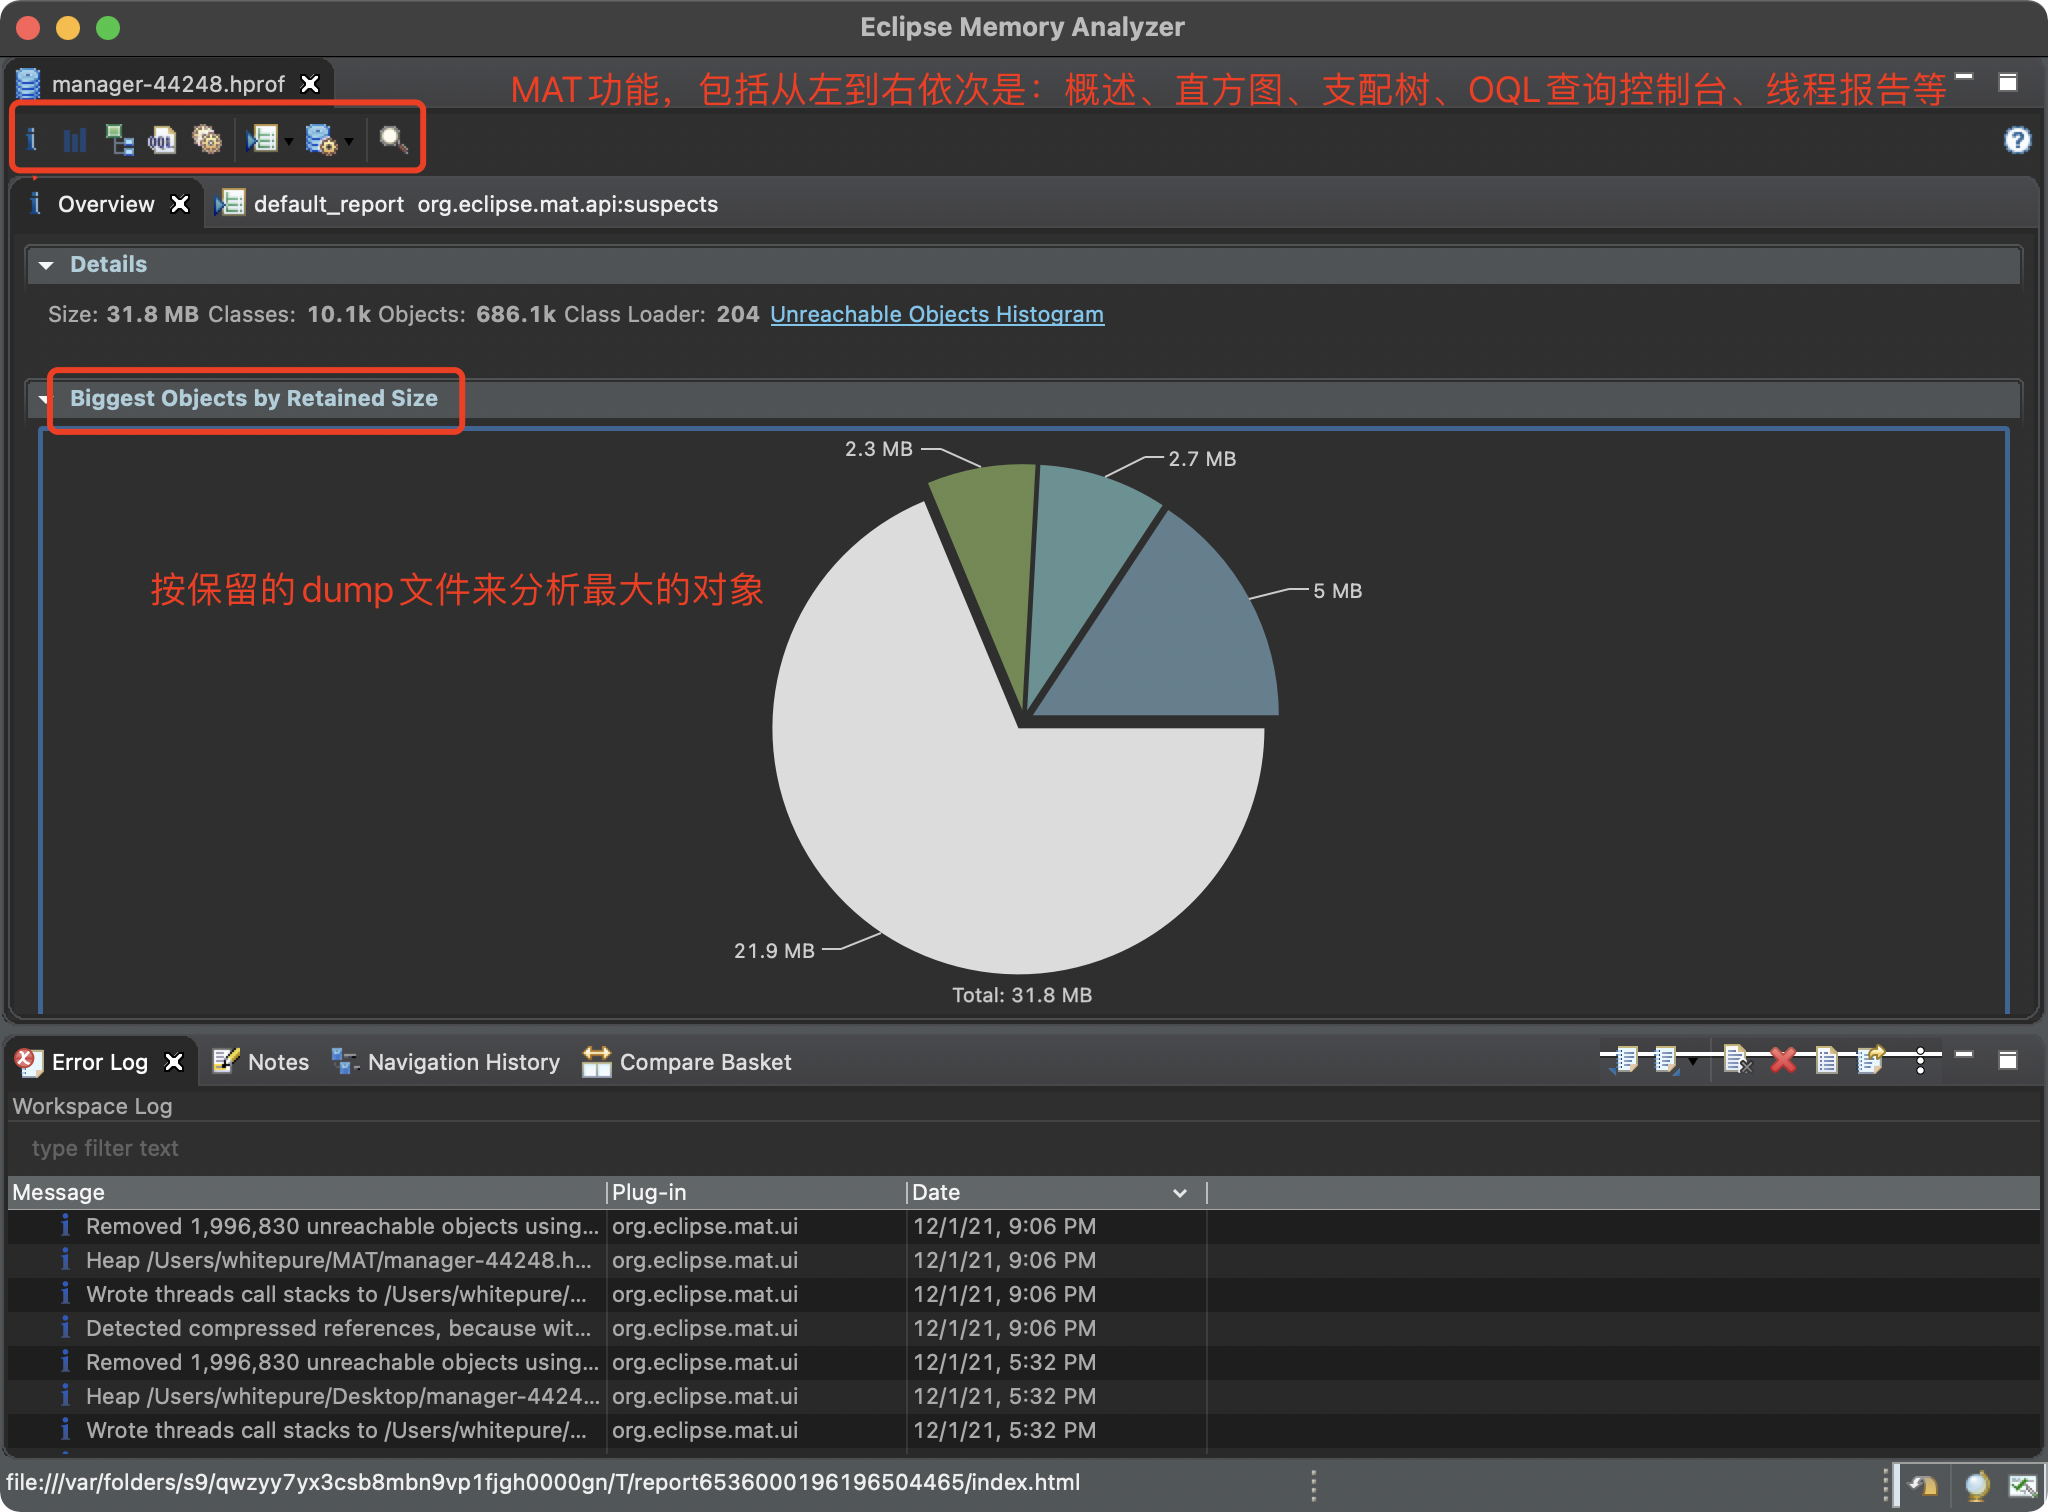 Eclipse Memory Analyzer
manager-44248.hprof
MAT功能，包括从左到右依次是：概述、直方图、支配树、OQL查询控制台、线程报告等
i OQL
?
i Overview default_report org.eclipse.mat.api:suspects
Details
Size: 31.8 MB Classes: 10.1k Objects: 686.1k Class Loader: 204 Unreachable Objects Histogram
Biggest Objects by Retained Size
2.3 MB
2.7 MB
按保留的dump文件来分析最大的对象
5 MB
21.9 MB
Total: 31.8 MB
Error Log Notes Navigation History Compare Basket
Workspace Log
type filter text
Message Plug-in Date
i Removed 1,996,830 unreachable objects using... org.eclipse.mat.ui 12/1/21, 9:06 PM
i Heap /Users/whitepure/MAT/manager-44248.h... org.eclipse.mat.ui 12/1/21, 9:06 PM
i Wrote threads call stacks to /Users/whitepure/... org.eclipse.mat.ui 12/1/21, 9:06 PM
i Detected compressed references, because wit... org.eclipse.mat.ui 12/1/21, 9:06 PM
i Removed 1,996,830 unreachable objects using... org.eclipse.mat.ui 12/1/21, 5:32 PM
i Heap /Users/whitepure/Desktop/manager-4424... org.eclipse.mat.ui 12/1/21, 5:32 PM
i Wrote threads call stacks to /Users/whitepure/... org.eclipse.mat.ui 12/1/21, 5:32 PM
file:///var/folders/s9/qwzyy7yx3csb8mbn9vp1fjgh0000gn/T/report6536000196196504465/index.html